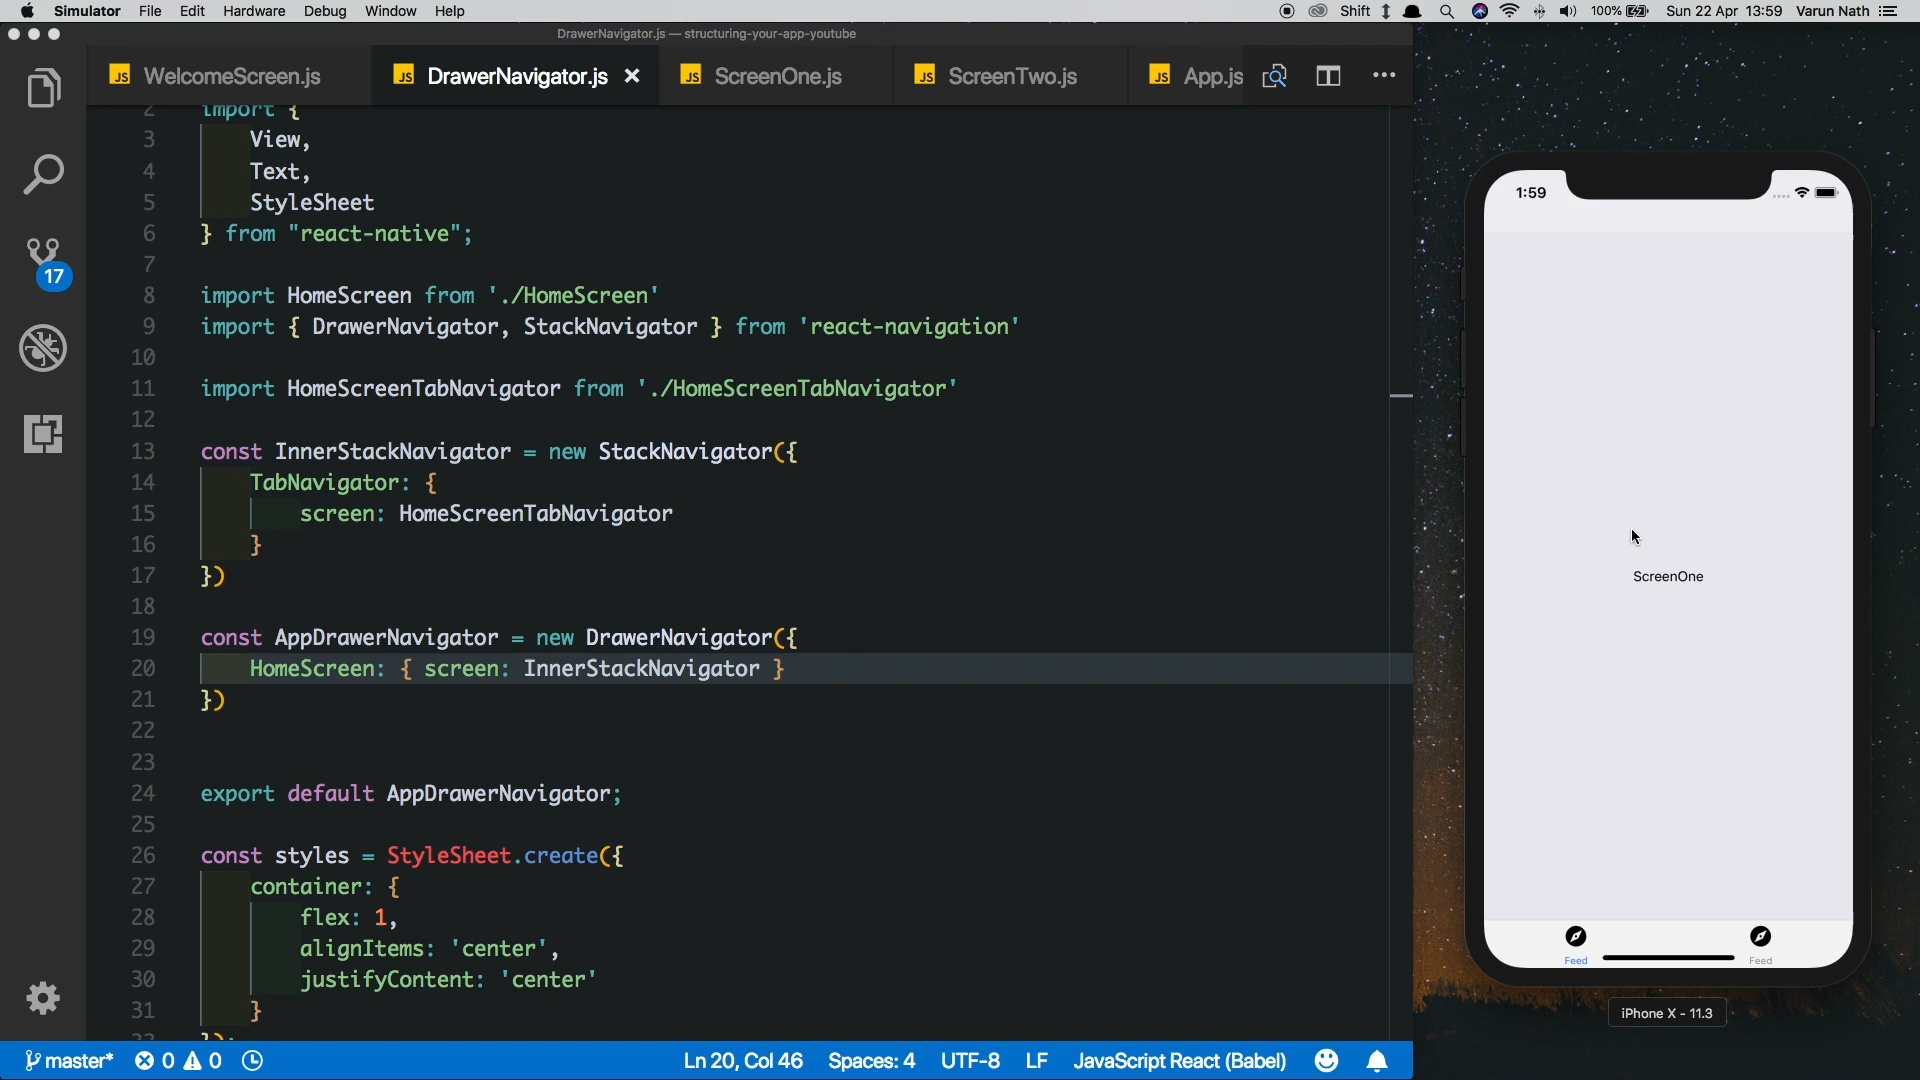 Simulator File Edit Hardware Debug Window Help Shift 100% Sun 22 Apr 13:59 Varun Nath
DrawerNavigator.js — structuring-your-app-youtube
JS WelcomeScreen.js JS DrawerNavigator.js JS ScreenOne.js JS ScreenTwo.js JS App.js
2 import {
3 View,
4 Text,
5 StyleSheet
6 } from "react-native";
7
8 import HomeScreen from './HomeScreen'
9 import { DrawerNavigator, StackNavigator } from 'react-navigation'
10
11 import HomeScreenTabNavigator from './HomeScreenTabNavigator'
12
13 const InnerStackNavigator = new StackNavigator({
14 TabNavigator: {
15 screen: HomeScreenTabNavigator
16 }
17 })
18
19 const AppDrawerNavigator = new DrawerNavigator({
20 HomeScreen: { screen: InnerStackNavigator }
21 })
22
23
24 export default AppDrawerNavigator;
25
26 const styles = StyleSheet.create({
27 container: {
28 flex: 1,
29 alignItems: 'center',
30 justifyContent: 'center'
31 }
32 });
17
master* 0 0 Ln 20, Col 46 Spaces: 4 UTF-8 LF JavaScript React (Babel)
1:59
ScreenOne
Feed Feed
iPhone X - 11.3